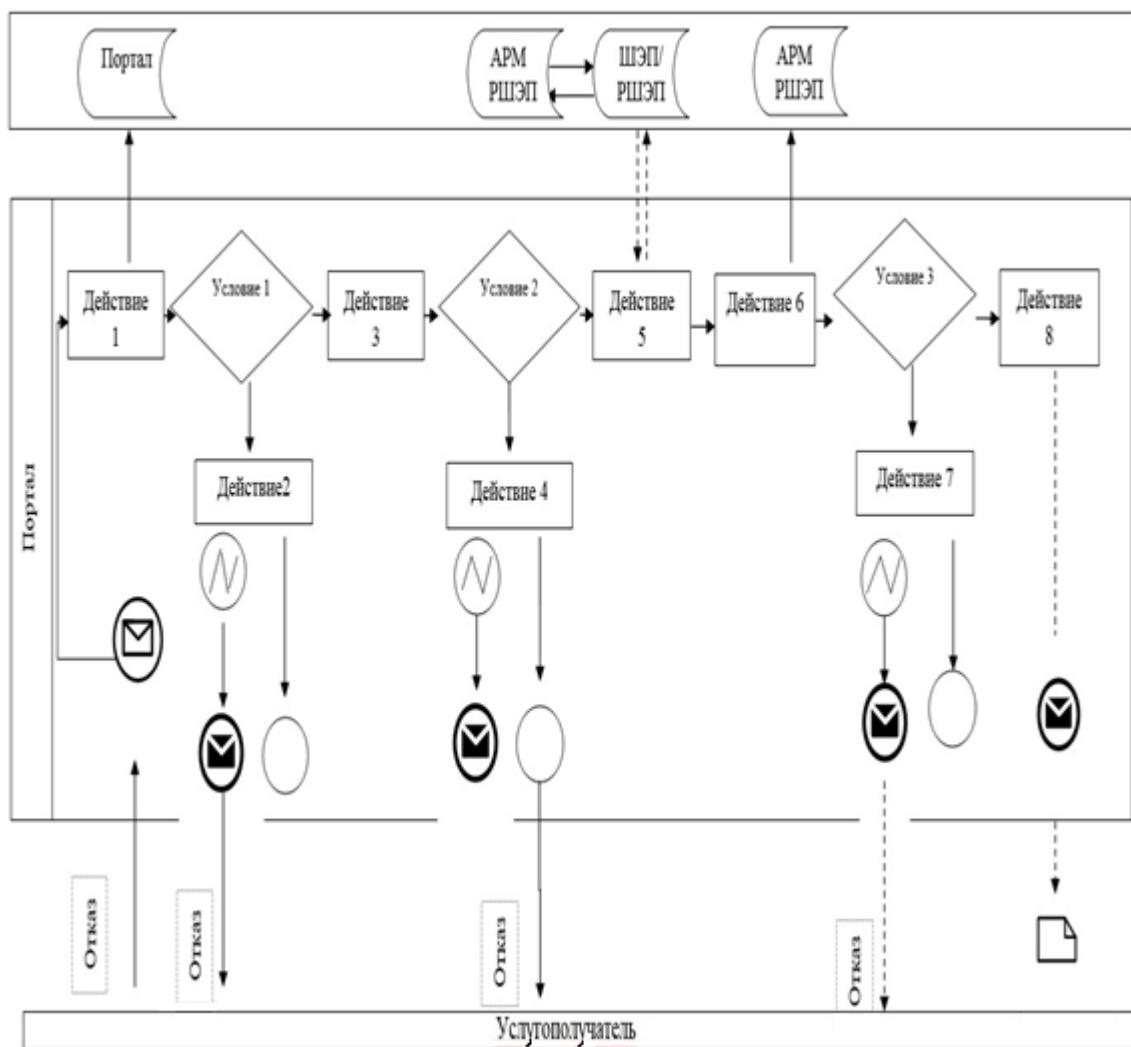 Портал
АРМ
РШЭП
ШЭП/
РШЭП
АРМ
РШЭП
Портал
Действие
1
Условие 1
Действие
3
Условие 2
Действие
5
Действие 6
Условие 3
Действие
8
Действие2
Действие 4
Действие 7
Отказ
Отказ
Отказ
Отказ
Услугополучатель